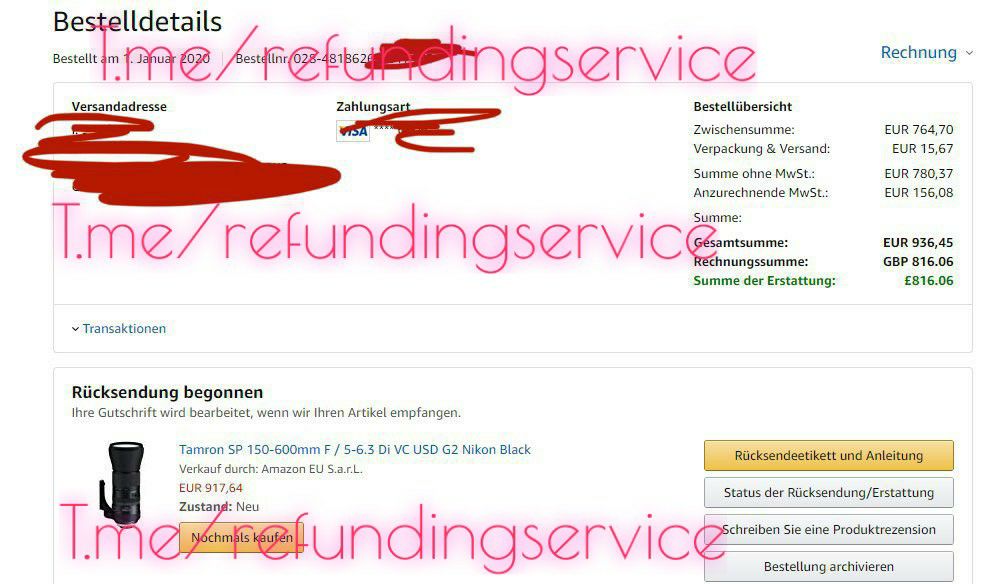 Bestelldetails
T.me/refundingservice
Bestellt am 1. Januar 2020 Bestellnr. 028-4818626
Rechnung
Versandadresse Zahlungsart Bestellübersicht
VISA ****
Zwischensumme: EUR 764,70
Verpackung & Versand: EUR 15,67
Summe ohne MwSt.: EUR 780,37
Anzurechnende MwSt.: EUR 156,08
Summe:
T.me/refundingservice
Gesamtsumme: EUR 936,45
Rechnungssumme: GBP 816.06
Summe der Erstattung: £816.06
Transaktionen
Rücksendung begonnen
Ihre Gutschrift wird bearbeitet, wenn wir Ihren Artikel empfangen.
Tamron SP 150-600mm F / 5-6.3 Di VC USD G2 Nikon Black
Verkauf durch: Amazon EU S.a.r.L.
EUR 917,64
Zustand: Neu
Nochmals kaufen
Rücksendeetikett und Anleitung
Status der Rücksendung/Erstattung
Schreiben Sie eine Produktrezension
Bestellung archivieren
T.me/refundingservice